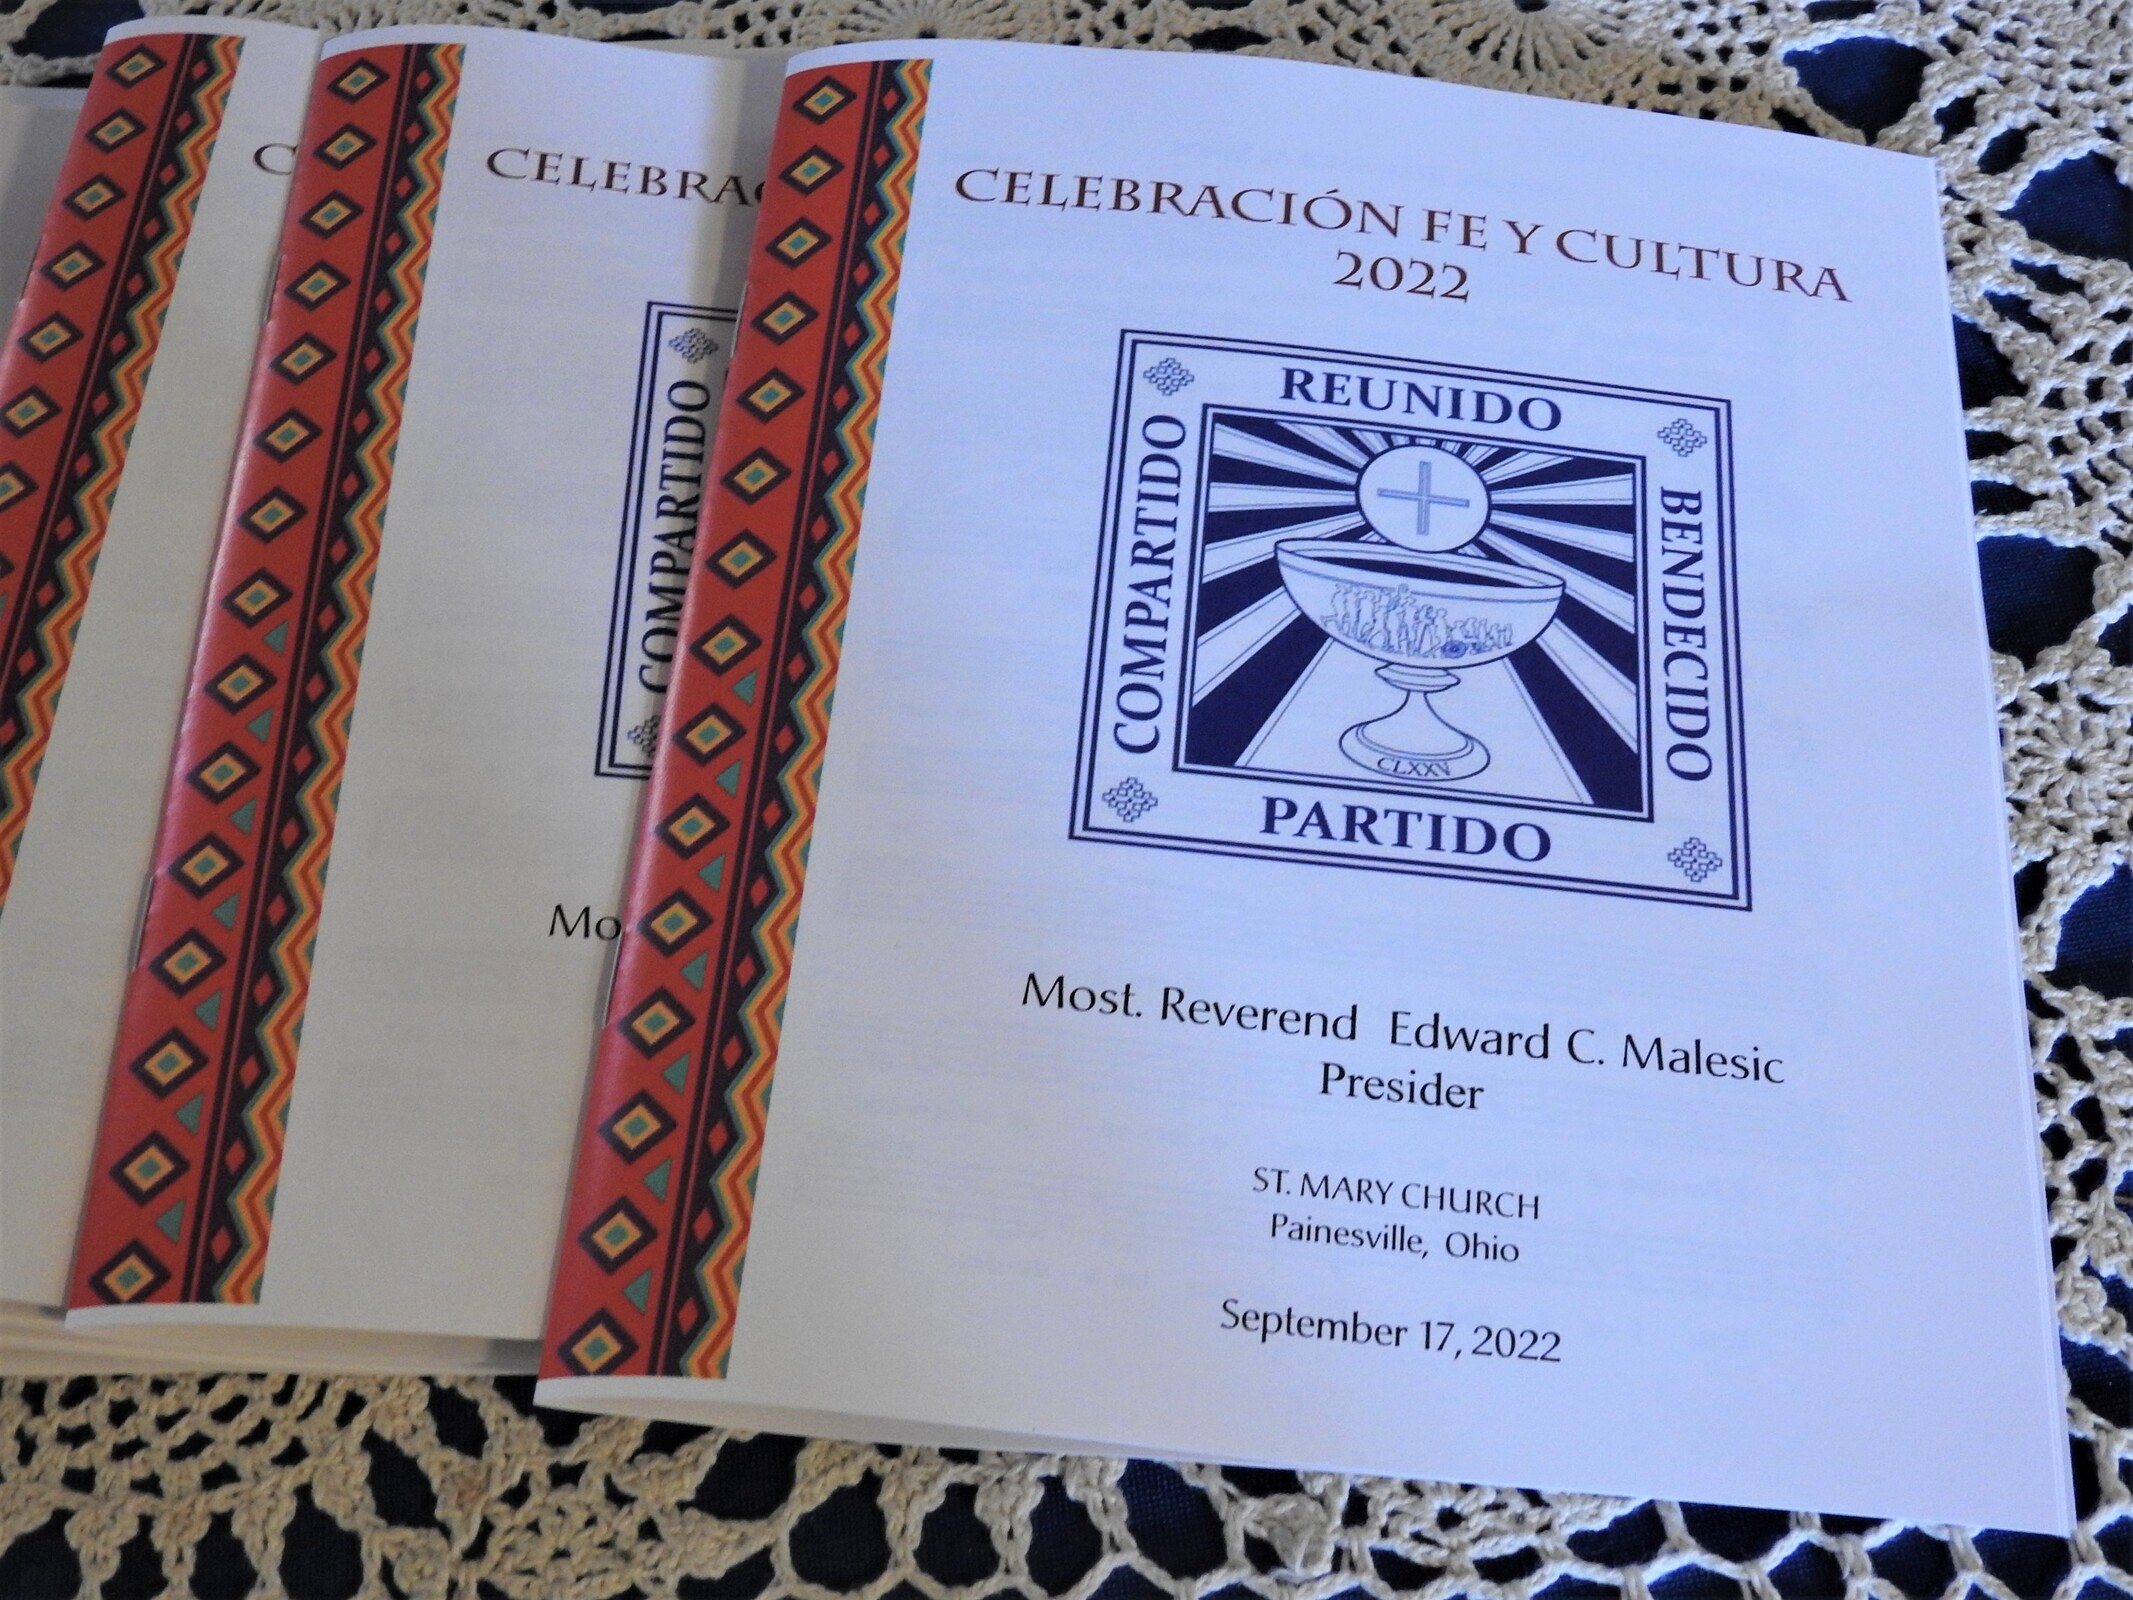 CELEBRACIÓN FE Y CULTURA
2022
REUNIDO
COMPARTIDO
BENDECIDO
CLXXV
PARTIDO
Most. Reverend Edward C. Malesic
Presider
ST. MARY CHURCH
Painesville, Ohio
September 17, 2022
C
CELEBRAC
COMPARTIDO
Mo